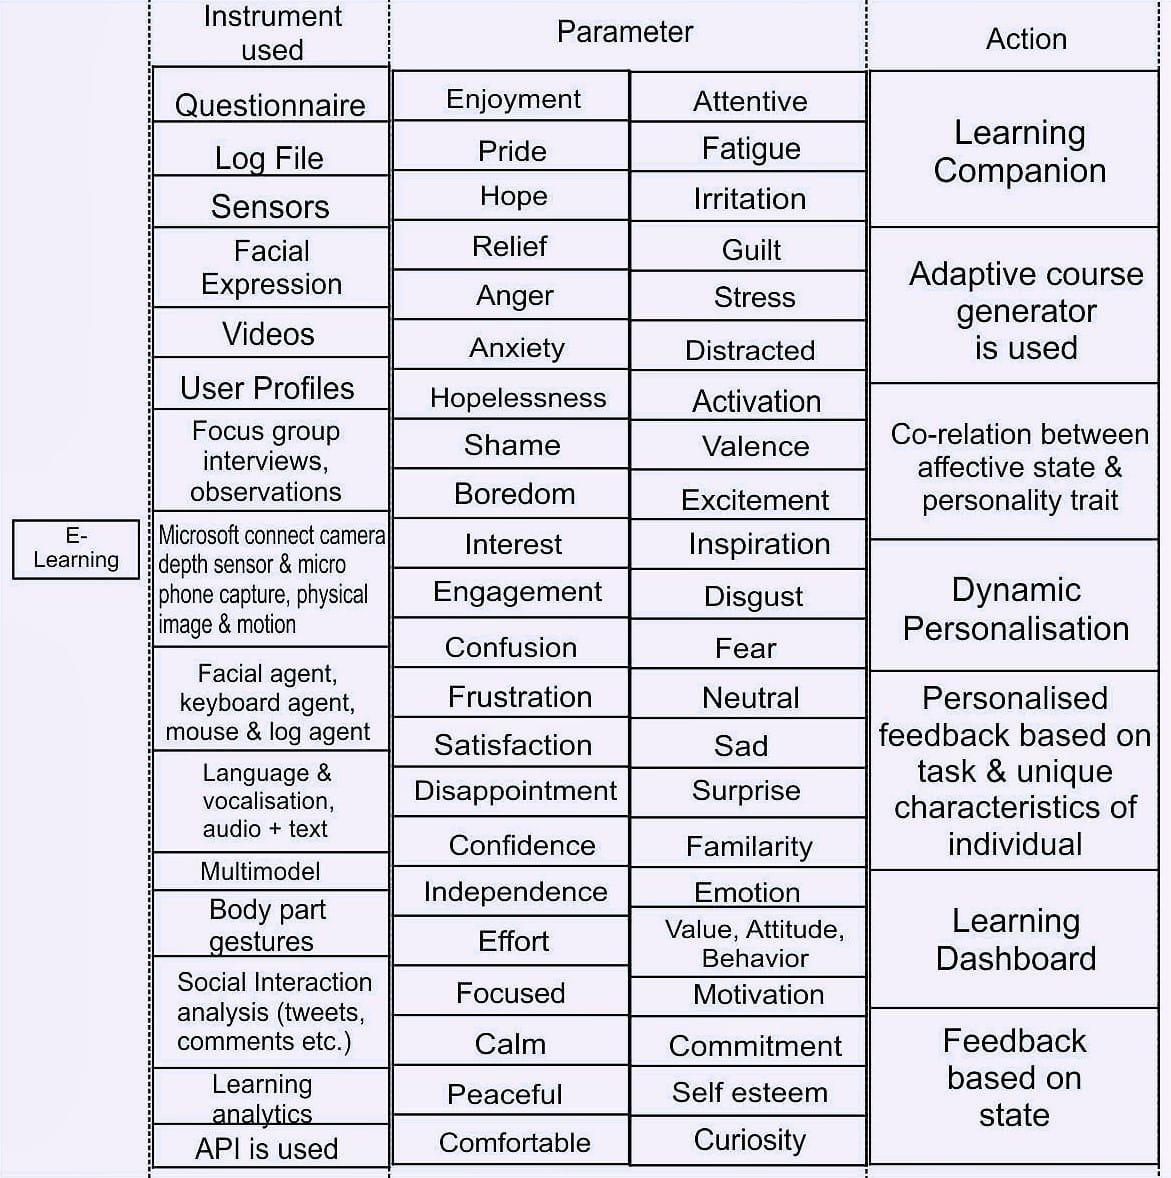 Instrument
used
Parameter
Action
E-
Learning
Questionnaire
Log File
Sensors
Facial
Expression
Videos
User Profiles
Focus group
interviews,
observations
Microsoft connect camera
depth sensor & micro
phone capture, physical
image & motion
Facial agent,
keyboard agent,
mouse & log agent
Language &
vocalisation,
audio + text
Multimodel
Body part
gestures
Social Interaction
analysis (tweets,
comments etc.)
Learning
analytics
API is used
Enjoyment
Pride
Hope
Relief
Anger
Anxiety
Hopelessness
Shame
Boredom
Interest
Engagement
Confusion
Frustration
Satisfaction
Disappointment
Confidence
Independence
Effort
Focused
Calm
Peaceful
Comfortable
Attentive
Fatigue
Irritation
Guilt
Stress
Distracted
Activation
Valence
Excitement
Inspiration
Disgust
Fear
Neutral
Sad
Surprise
Familarity
Emotion
Value, Attitude,
Behavior
Motivation
Commitment
Self esteem
Curiosity
Learning
Companion
Adaptive course
generator
is used
Co-relation between
affective state &
personality trait
Dynamic
Personalisation
Personalised
feedback based on
task & unique
characteristics of
individual
Learning
Dashboard
Feedback
based on
state